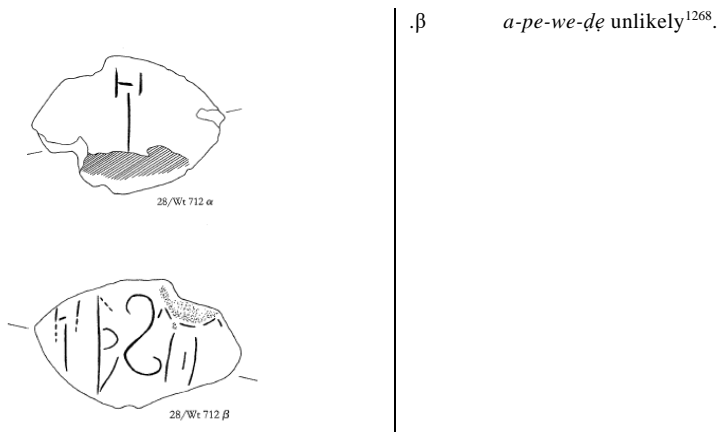 .β a-pe-we-ḍẹ unlikely¹²⁶⁸.
28/Wt 712 α
28/Wt 712 β